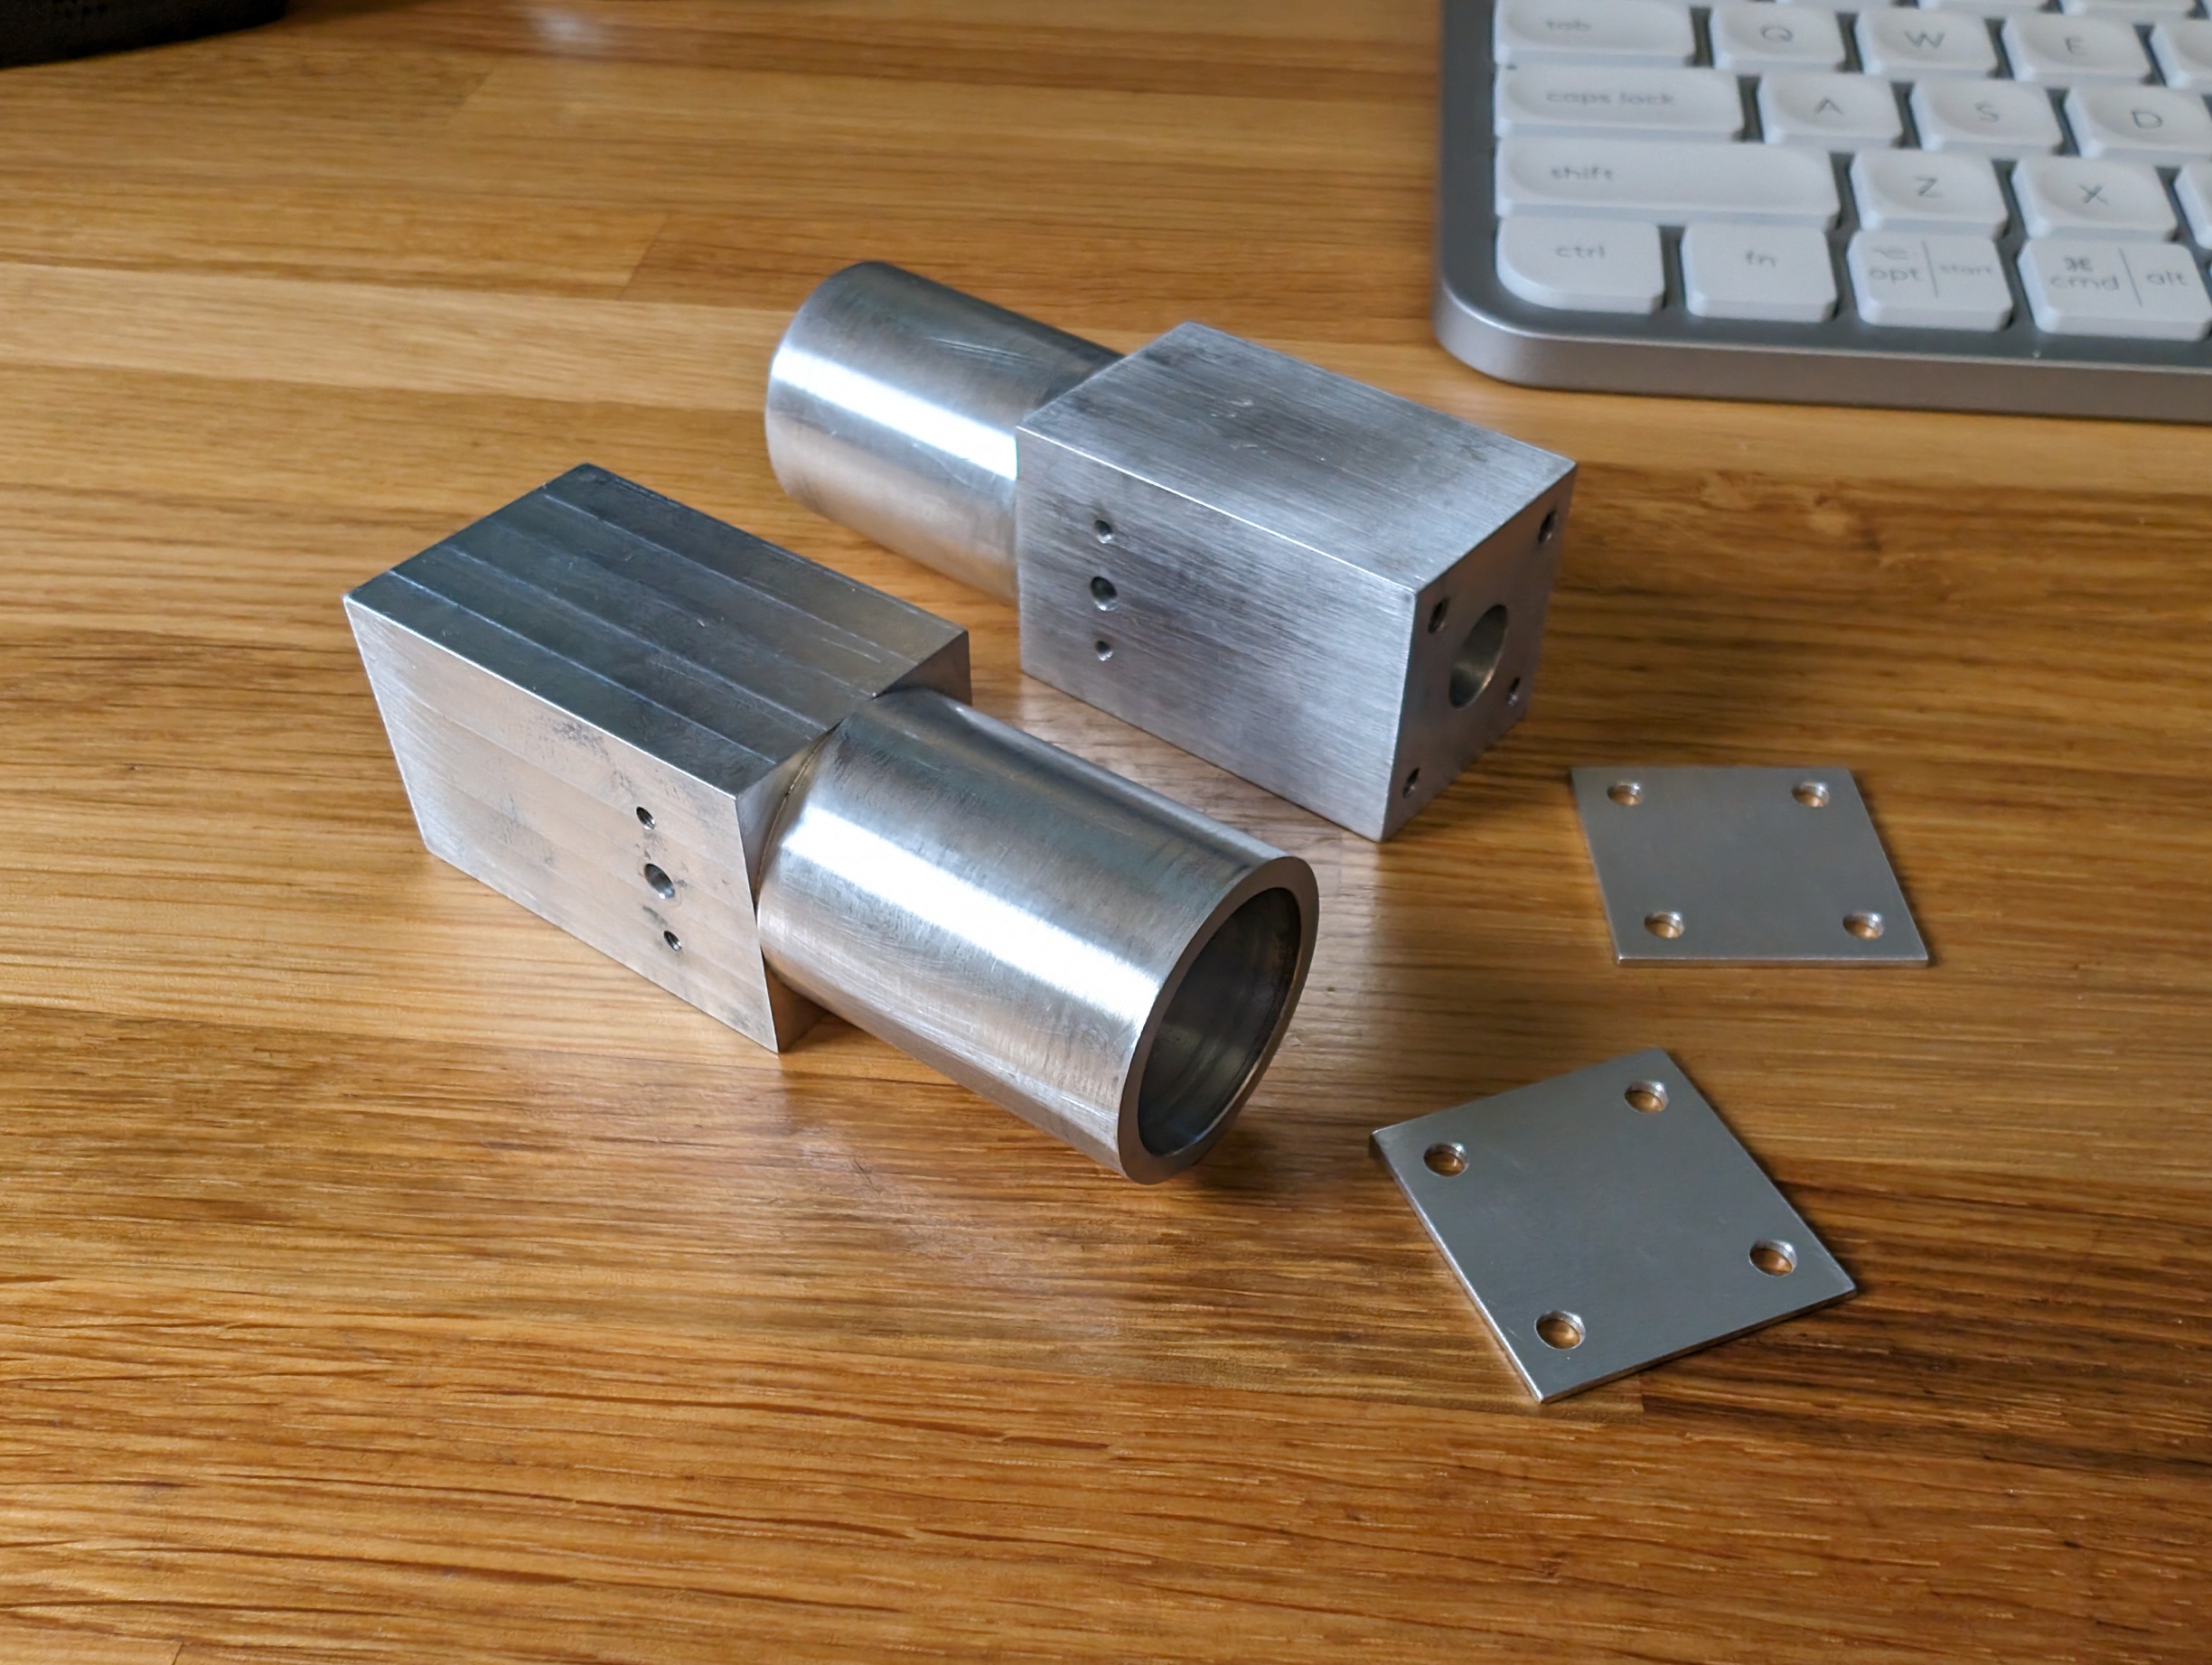 tab Q W E
caps lock A S D
shift Z X
ctrl fn opt start ⌘ cmd alt